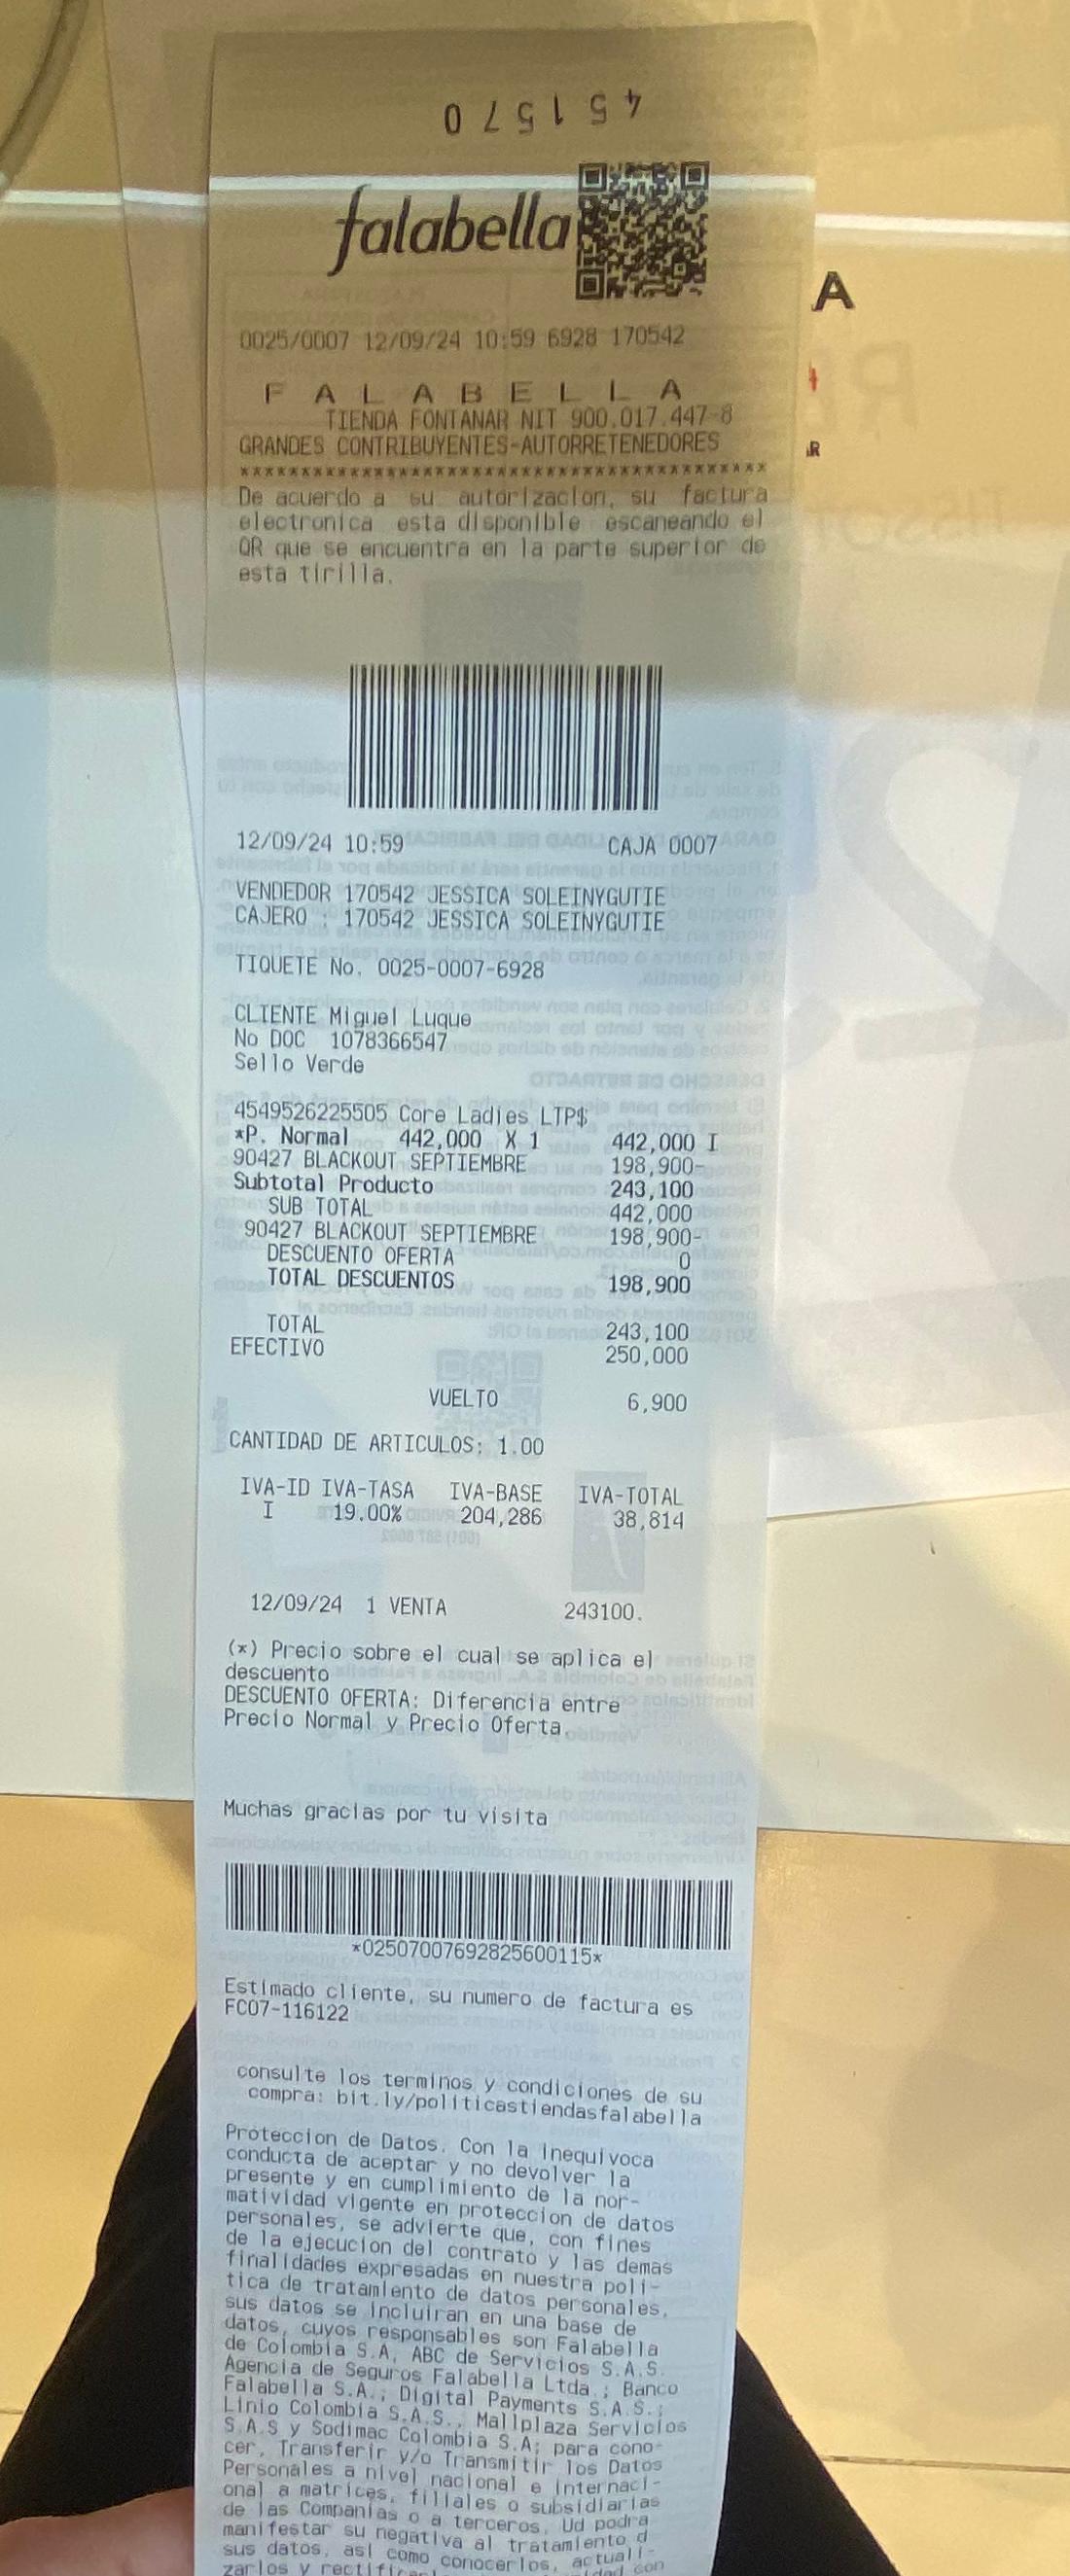 451570
falabella
0025/0007 12/09/24 10:59 6928 170542
F A L A B E L L A
TIENDA FONTANAR NIT 900.017.447-8
GRANDES CONTRIBUYENTES-AUTORRETENEDORES
******************************************
De acuerdo a su autorizacion, su factura
electronica esta disponible escaneando el
QR que se encuentra en la parte superior de
esta tirilla.
12/09/24 10:59 CAJA 0007
VENDEDOR 170542 JESSICA SOLEINYGUTIE
CAJERO : 170542 JESSICA SOLEINYGUTIE
TIQUETE No. 0025-0007-6928
CLIENTE Miguel Luque
No DOC 1078366547
Sello Verde
4549526225505 Core Ladies LTP$
*P. Normal 442,000 X 1 442,000 I
90427 BLACKOUT SEPTIEMBRE 198,900-
Subtotal Producto 243,100
SUB TOTAL 442,000
90427 BLACKOUT SEPTIEMBRE 198,900-
DESCUENTO OFERTA 0
TOTAL DESCUENTOS 198,900
TOTAL 243,100
EFECTIVO 250,000
VUELTO 6,900
CANTIDAD DE ARTICULOS: 1.00
IVA-ID IVA-TASA IVA-BASE IVA-TOTAL
I 19.00% 204,286 38,814
12/09/24 1 VENTA 243100.
(*) Precio sobre el cual se aplica el
descuento
DESCUENTO OFERTA: Diferencia entre
Precio Normal y Precio Oferta.
Muchas gracias por tu visita
*02507007692825600115*
Estimado cliente, su numero de factura es
FC07-116122
consulte los terminos y condiciones de su
compra: bit.ly/politicastiendasfalabella
Proteccion de Datos. Con la inequivoca
conducta de aceptar y no devolver la
presente y en cumplimiento de la nor-
matividad vigente en proteccion de datos
personales, se advierte que, con fines
de la ejecucion del contrato y las demas
finalidades expresadas en nuestra poli-
tica de tratamiento de datos personales,
sus datos se incluiran en una base de
datos, cuyos responsables son Falabella
de Colombia S.A, ABC de Servicios S.A.S.
Agencia de Seguros Falabella Ltda.; Banco
Falabella S.A.; Digital Payments S.A.S.;
Linio Colombia S.A.S., Mallplaza Servicios
S.A.S y Sodimac Colombia S.A; para cono-
cer, Transferir y/o Transmitir los Datos
Personales a nivel nacional e internaci-
onal a matrices, filiales o subsidiarias
de las Companias o a terceros. Ud podra
manifestar su negativa al tratamiento d
sus datos, asi como conocerlos, actuali-
zarlos y con
A